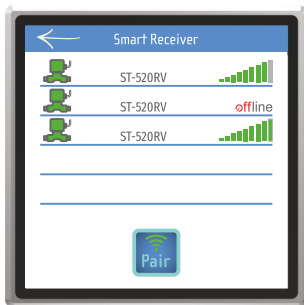 Smart Receiver
ST-520RV
ST-520RV offline
ST-520RV
Pair